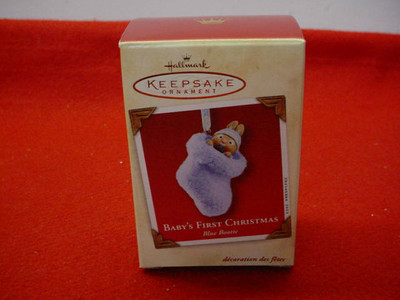 Hallmark
KEEPSAKE
ORNAMENT
BABY'S FIRST CHRISTMAS
Blue Bootie
décoration des fêtes